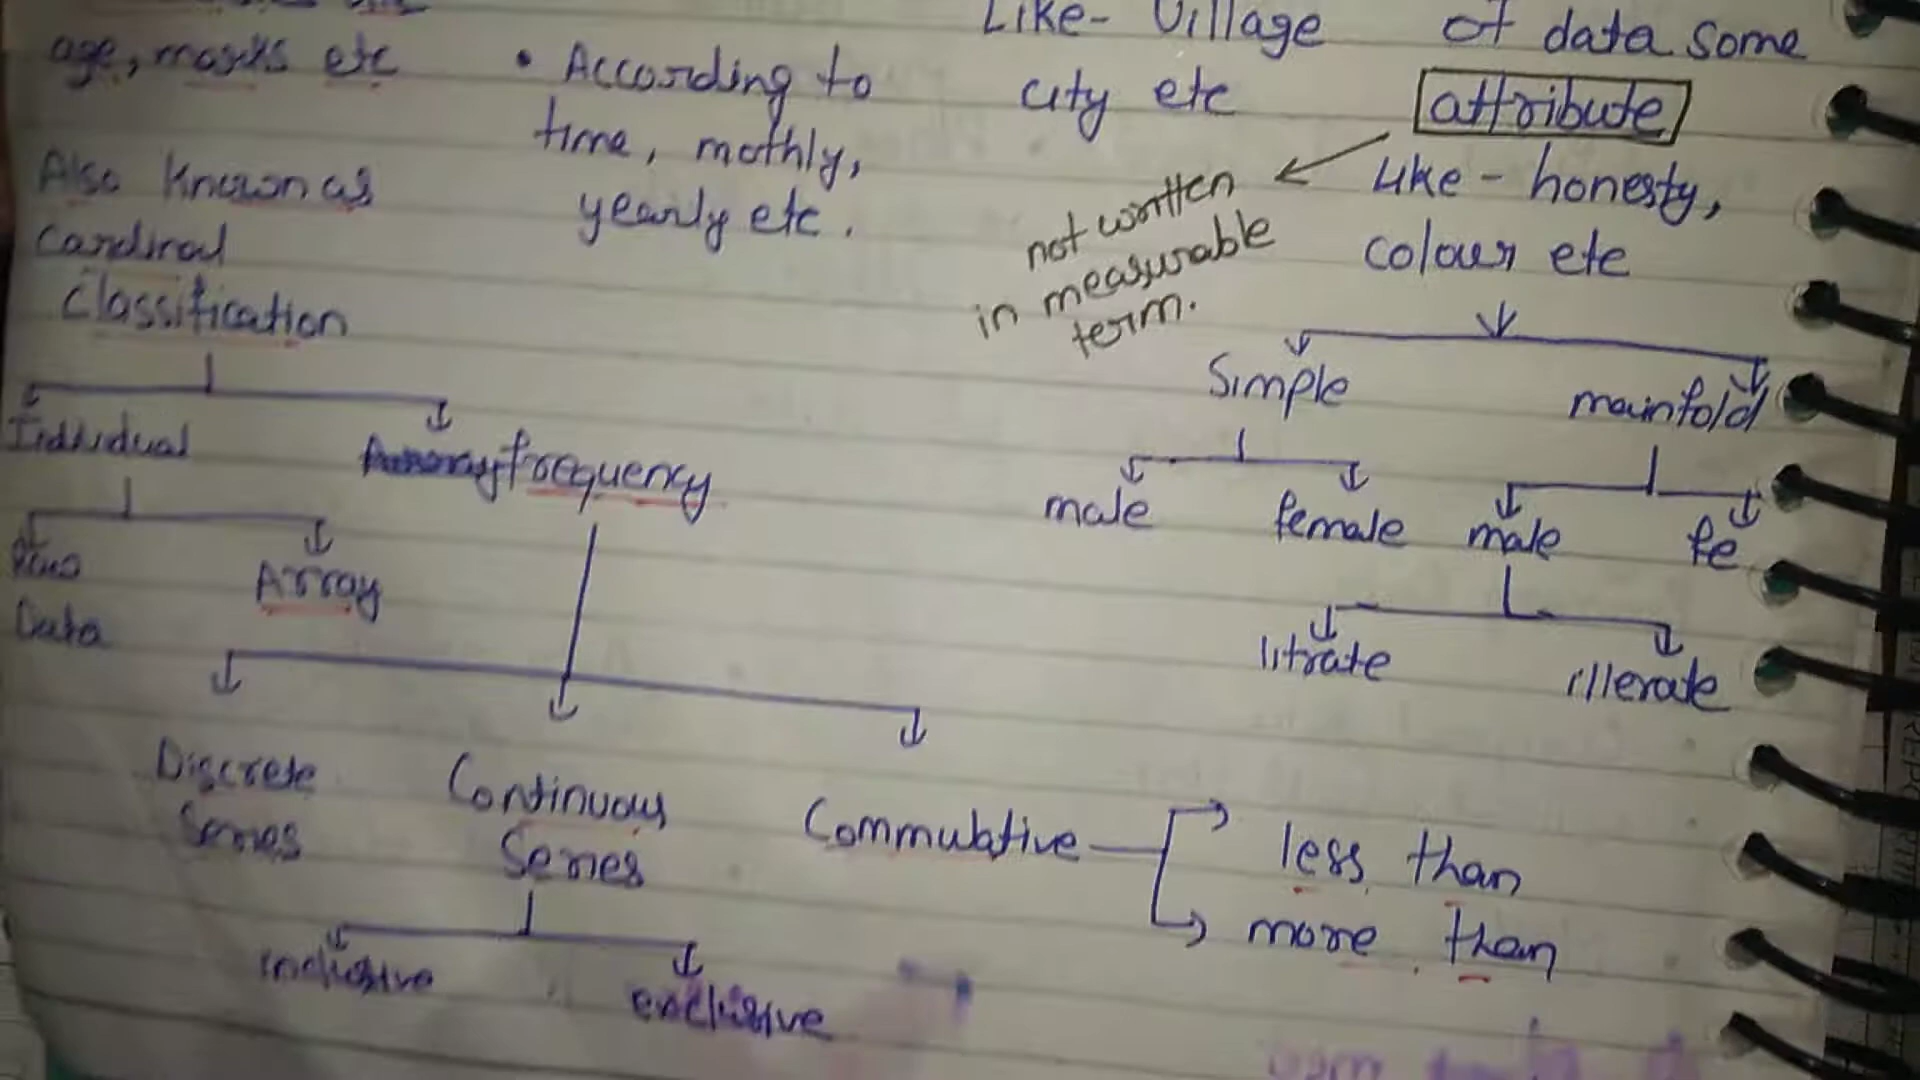 age, marks etc
Also Known as
Cardinal
Classification
Individual
frequency
Raw
Data
Array
• According to
time, mothly,
yearly etc.
Like- Village
city etc
of data some
attribute
like - honesty,
colour etc
not written
in measurable
term.
Simple
mainfold
male
female
male
fe
litrate
illerate
Discrete
Series
Continuous
Series
inclusive
exclusive
Commulative
less than
more than